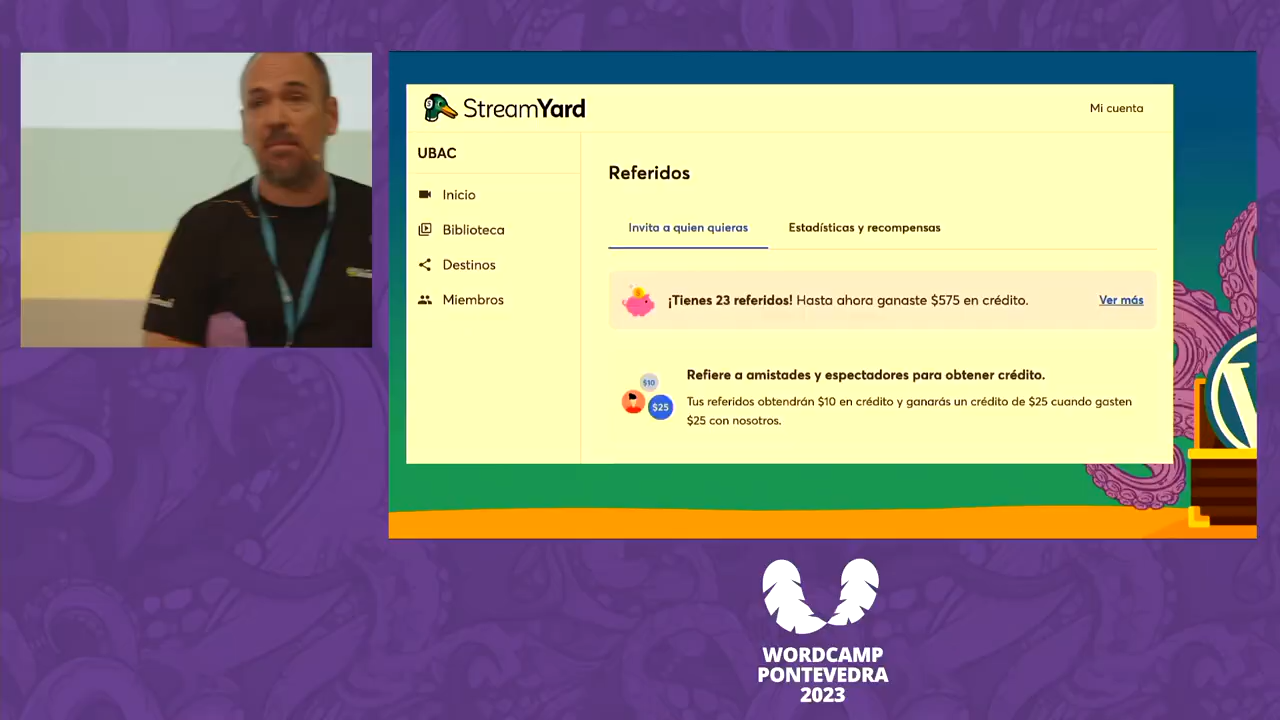 StreamYard
Mi cuenta
UBAC
Inicio
Biblioteca
Destinos
Miembros
Referidos
Invita a quien quieras
Estadísticas y recompensas
¡Tienes 23 referidos! Hasta ahora ganaste $575 en crédito.
Ver más
$10
$25
Refiere a amistades y espectadores para obtener crédito.
Tus referidos obtendrán $10 en crédito y ganarás un crédito de $25 cuando gasten
$25 con nosotros.
WORDCAMP
PONTEVEDRA
2023